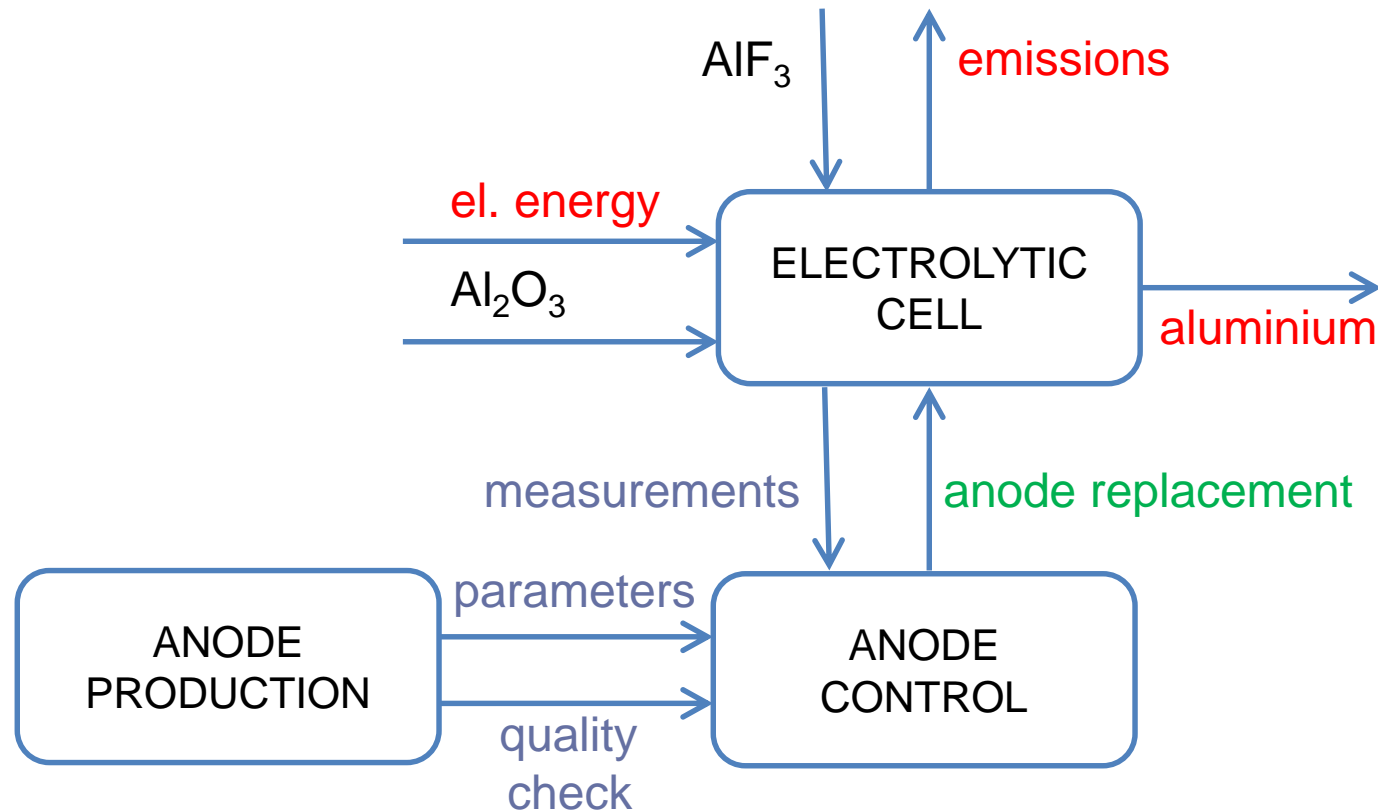 AlF₃
emissions
el. energy
Al₂O₃
ELECTROLYTIC
CELL
aluminium
measurements
anode replacement
parameters
ANODE
PRODUCTION
ANODE
CONTROL
quality
check